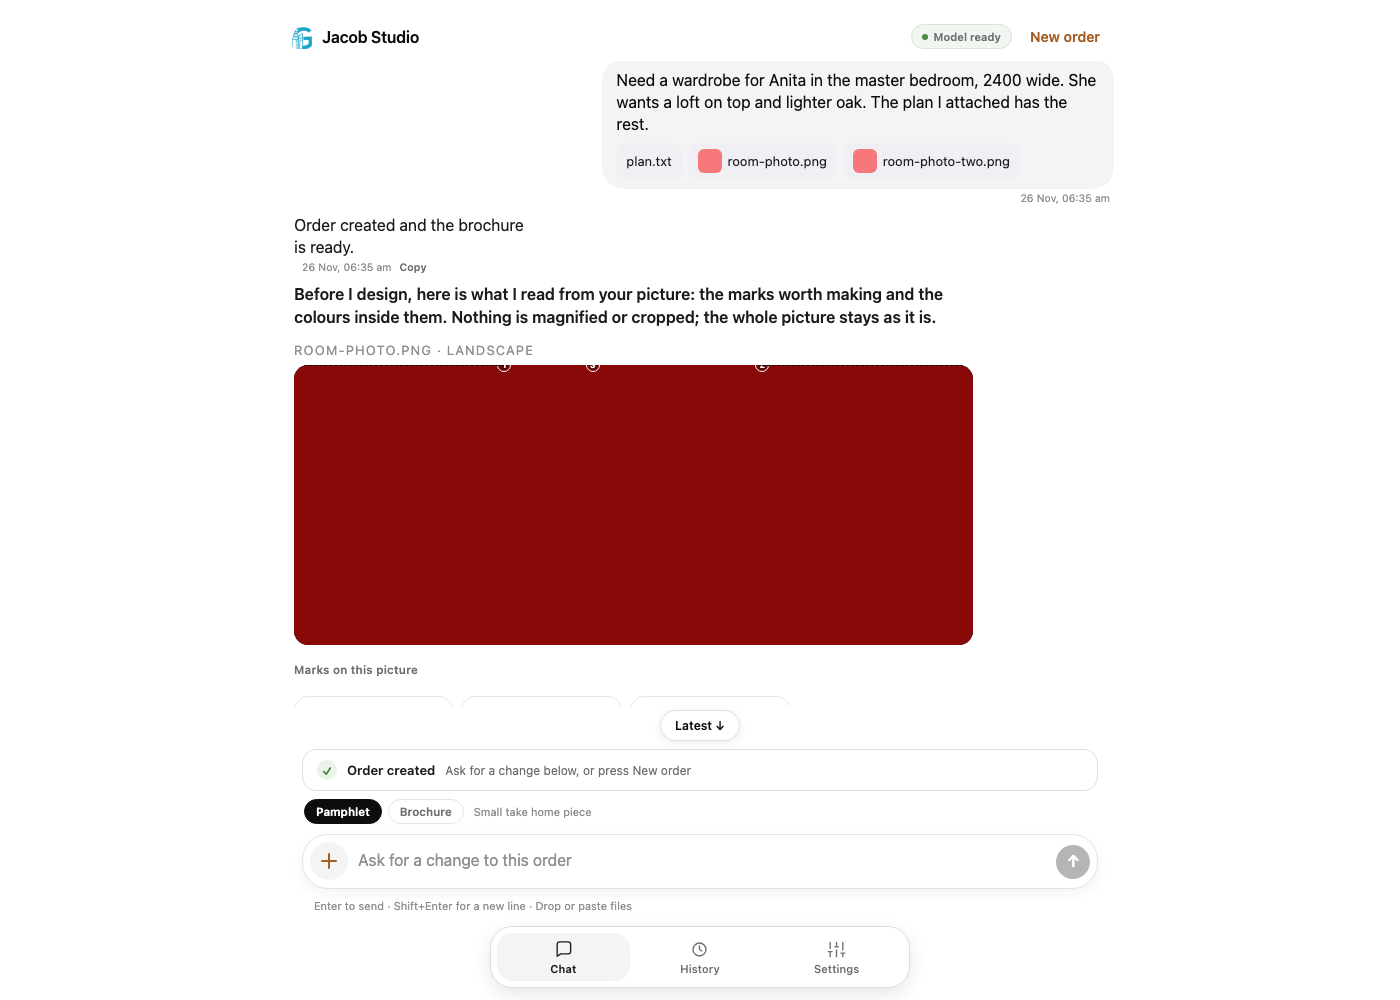 Jacob Studio
Model ready
New order
Need a wardrobe for Anita in the master bedroom, 2400 wide. She
wants a loft on top and lighter oak. The plan I attached has the
rest.
plan.txt
room-photo.png
room-photo-two.png
26 Nov, 06:35 am
Order created and the brochure
is ready.
26 Nov, 06:35 am Copy
Before I design, here is what I read from your picture: the marks worth making and the
colours inside them. Nothing is magnified or cropped; the whole picture stays as it is.
ROOM-PHOTO.PNG · LANDSCAPE
Marks on this picture
Latest ↓
Order created Ask for a change below, or press New order
Pamphlet Brochure Small take home piece
Ask for a change to this order
Enter to send · Shift+Enter for a new line · Drop or paste files
Chat History Settings